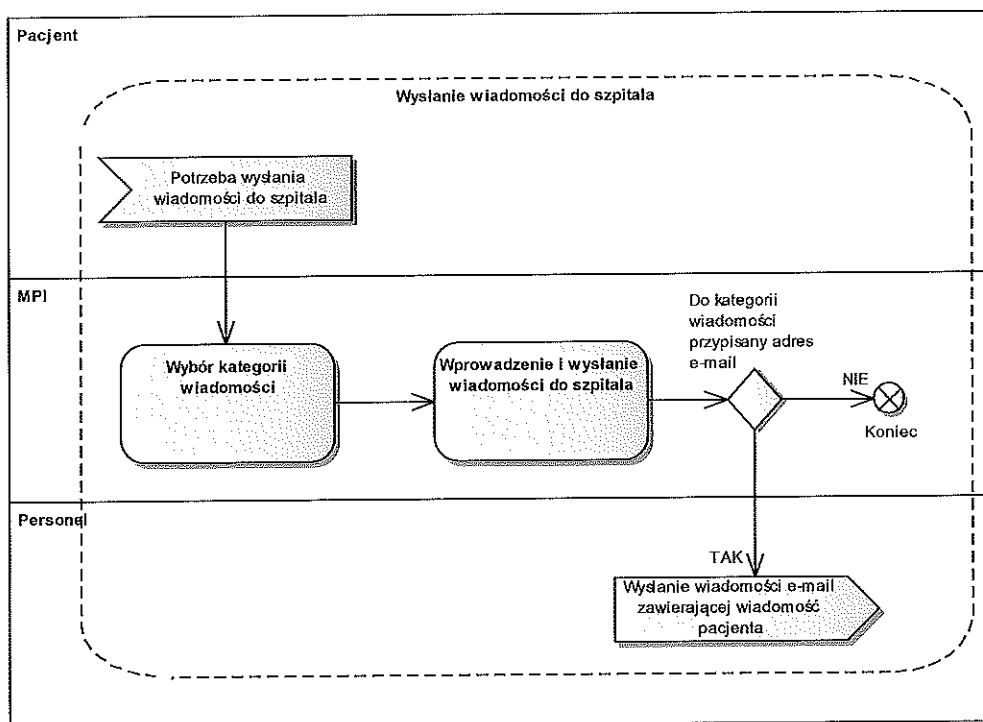 Pacjent
Wysłanie wiadomości do szpitala
Potrzeba wysłania
wiadomości do szpitala
MPI
Do kategorii
wiadomości
przypisany adres
e-mail
Wybór kategorii
wiadomości
Wprowadzenie i wysłanie
wiadomości do szpitala
NIE
Koniec
Personel
TAK
Wysłanie wiadomości e-mail
zawierającej wiadomość
pacjenta